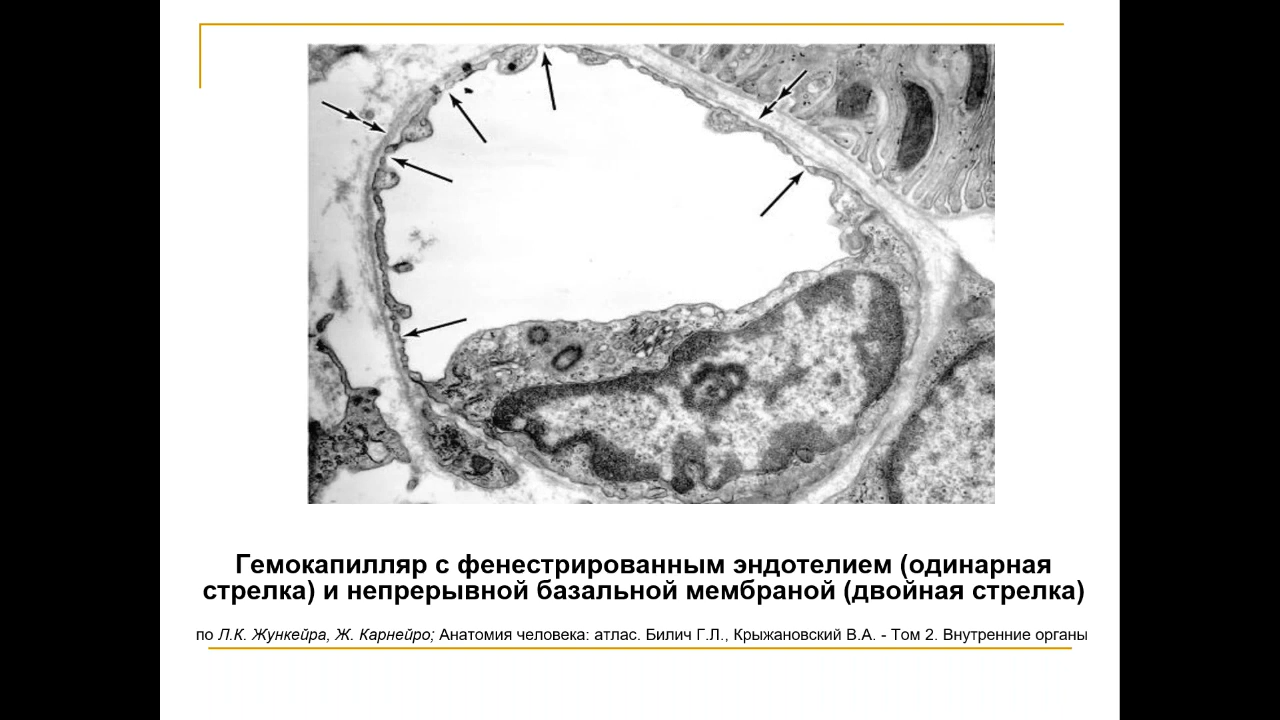 Гемокапилляр с фенестрированным эндотелием (одинарная
стрелка) и непрерывной базальной мембраной (двойная стрелка)
по Л.К. Жункейра, Ж. Карнейро; Анатомия человека: атлас. Билич Г.Л., Крыжановский В.А. - Том 2. Внутренние органы